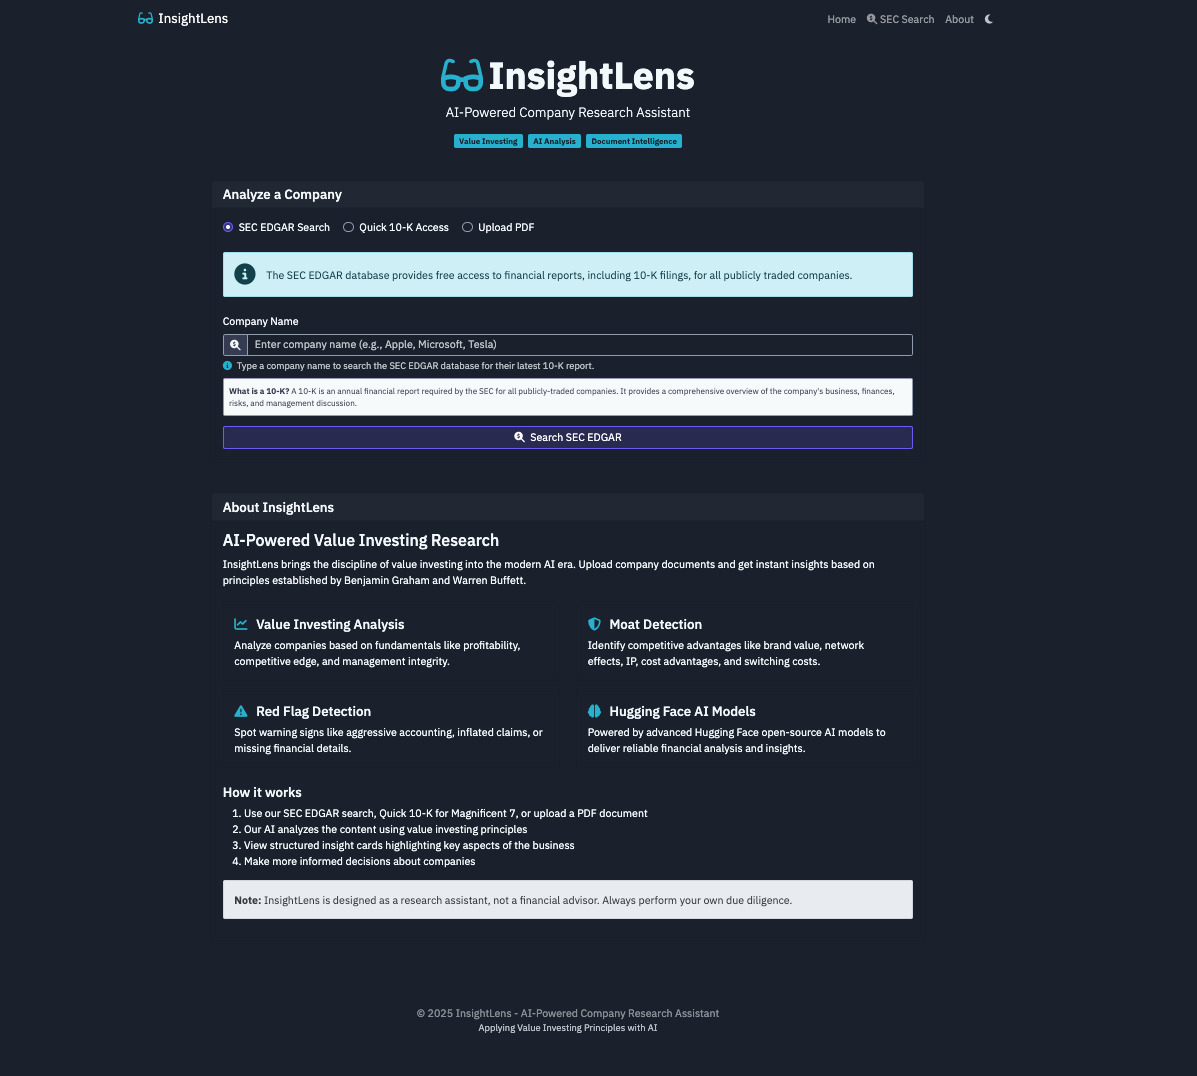 InsightLens
Home SEC Search About
InsightLens
AI-Powered Company Research Assistant
Value Investing AI Analysis Document Intelligence
Analyze a Company
SEC EDGAR Search Quick 10-K Access Upload PDF
The SEC EDGAR database provides free access to financial reports, including 10-K filings, for all publicly traded companies.
Company Name
Enter company name (e.g., Apple, Microsoft, Tesla)
Type a company name to search the SEC EDGAR database for their latest 10-K report.
What is a 10-K? A 10-K is an annual financial report required by the SEC for all publicly-traded companies. It provides a comprehensive overview of the company's business, finances,
risks, and management discussion.
Search SEC EDGAR
About InsightLens
AI-Powered Value Investing Research
InsightLens brings the discipline of value investing into the modern AI era. Upload company documents and get instant insights based on
principles established by Benjamin Graham and Warren Buffett.
Value Investing Analysis
Analyze companies based on fundamentals like profitability,
competitive edge, and management integrity.
Moat Detection
Identify competitive advantages like brand value, network
effects, IP, cost advantages, and switching costs.
Red Flag Detection
Spot warning signs like aggressive accounting, inflated claims, or
missing financial details.
Hugging Face AI Models
Powered by advanced Hugging Face open-source AI models to
deliver reliable financial analysis and insights.
How it works
1. Use our SEC EDGAR search, Quick 10-K for Magnificent 7, or upload a PDF document
2. Our AI analyzes the content using value investing principles
3. View structured insight cards highlighting key aspects of the business
4. Make more informed decisions about companies
Note: InsightLens is designed as a research assistant, not a financial advisor. Always perform your own due diligence.
© 2025 InsightLens - AI-Powered Company Research Assistant
Applying Value Investing Principles with AI